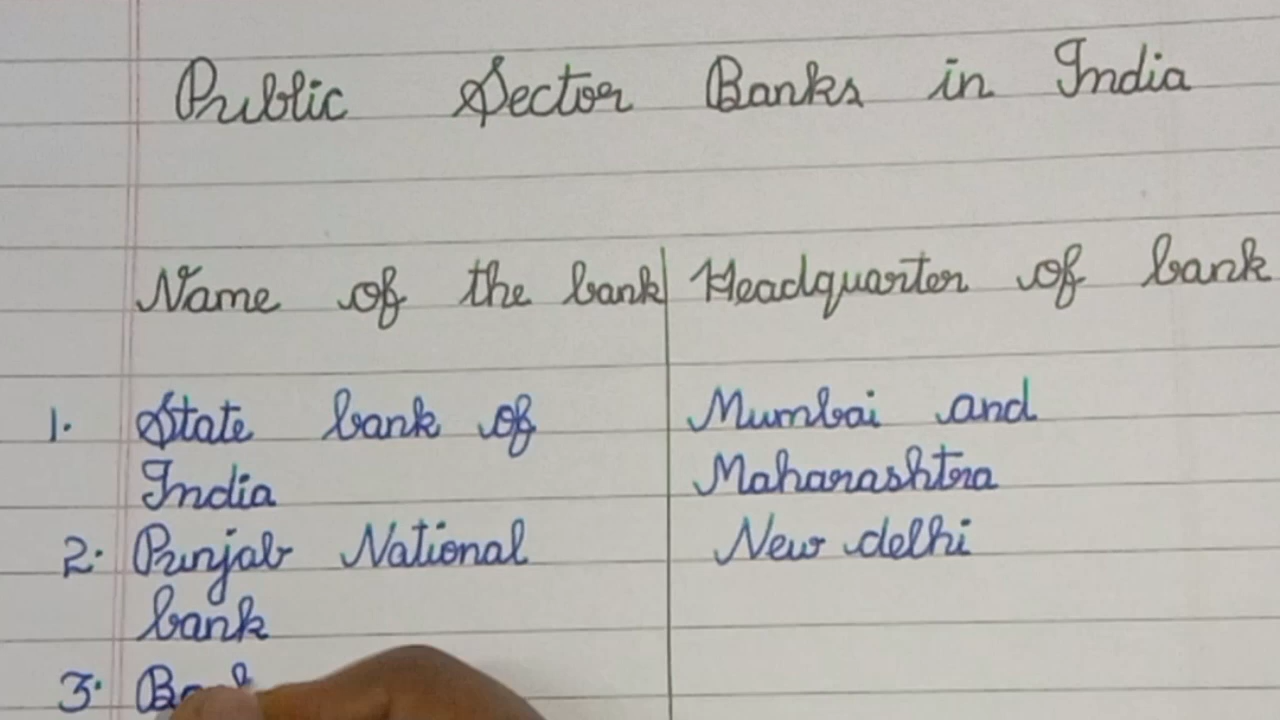 Public Sector Banks in India
Name of the bank Headquarter of bank
1. State bank of Mumbai and
India Maharashtra
2. Punjab National New delhi
bank
3.